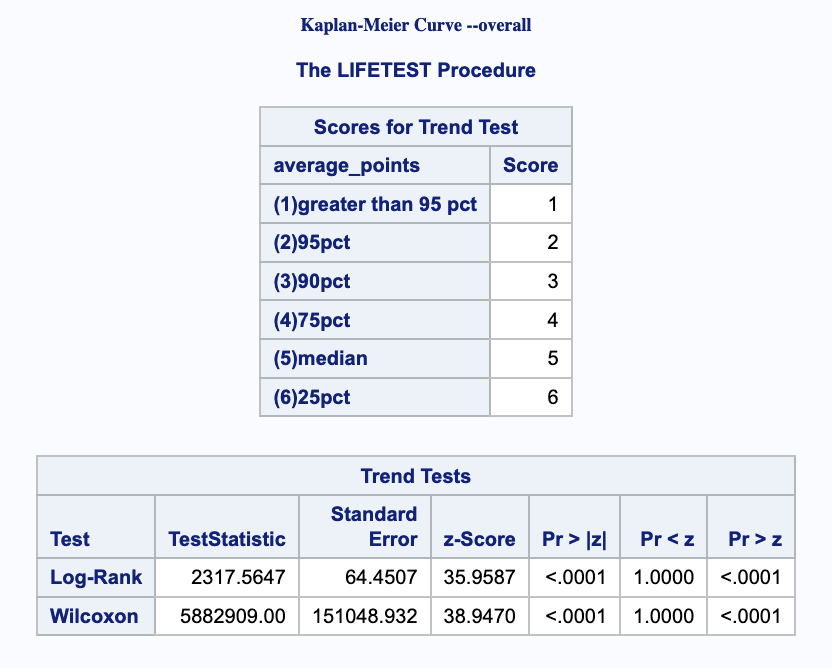 Kaplan-Meier Curve --overall
The LIFETEST Procedure
Scores for Trend Test
average_points Score
(1)greater than 95 pct 1
(2)95pct 2
(3)90pct 3
(4)75pct 4
(5)median 5
(6)25pct 6
Trend Tests
Standard
Test TestStatistic Error z-Score Pr > |z| Pr < z Pr > z
Log-Rank 2317.5647 64.4507 35.9587 <.0001 1.0000 <.0001
Wilcoxon 5882909.00 151048.932 38.9470 <.0001 1.0000 <.0001